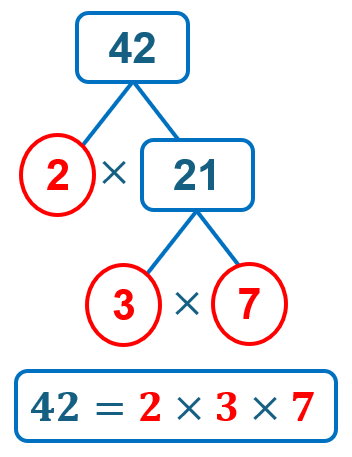 42
2 × 21
3 × 7
42 = 2 × 3 × 7